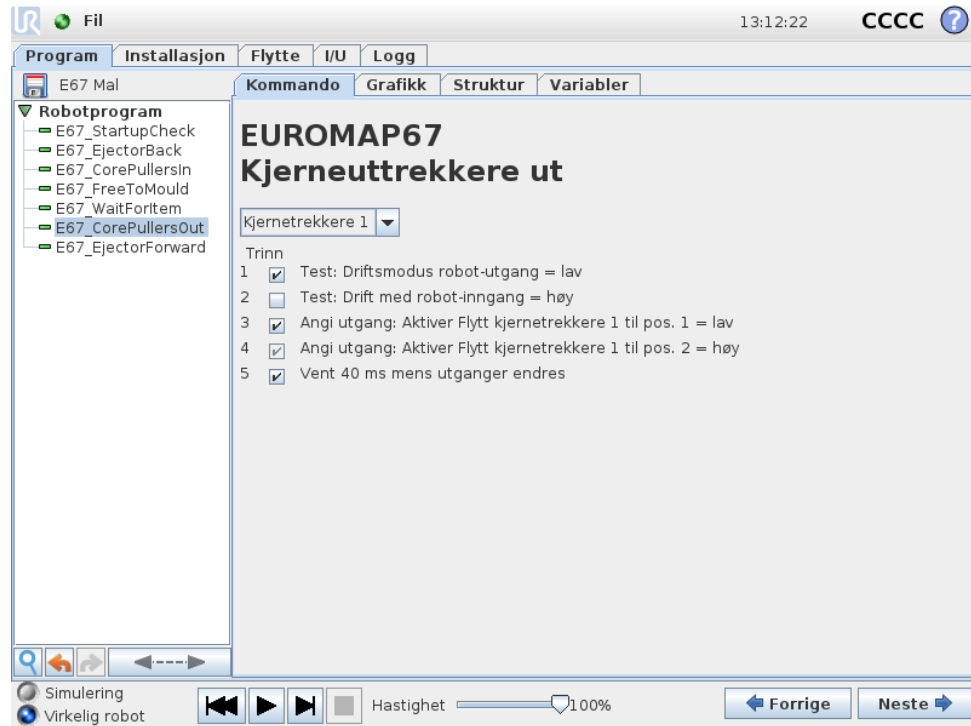 UR Fil 13:12:22 CCCC ?
Program Installasjon Flytte I/U Logg
E67 Mal
Kommando Grafikk Struktur Variabler
Robotprogram
E67_StartupCheck
E67_EjectorBack
E67_CorePullersIn
E67_FreeToMould
E67_WaitForItem
E67_CorePullersOut
E67_EjectorForward
EUROMAP67
Kjerneuttrekkere ut
Kjernetrekkere 1
Trinn
1 Test: Driftsmodus robot-utgang = lav
2 Test: Drift med robot-inngang = høy
3 Angi utgang: Aktiver Flytt kjernetrekkere 1 til pos. 1 = lav
4 Angi utgang: Aktiver Flytt kjernetrekkere 1 til pos. 2 = høy
5 Vent 40 ms mens utganger endres
Simulering
Virkelig robot
Hastighet 100%
Forrige Neste